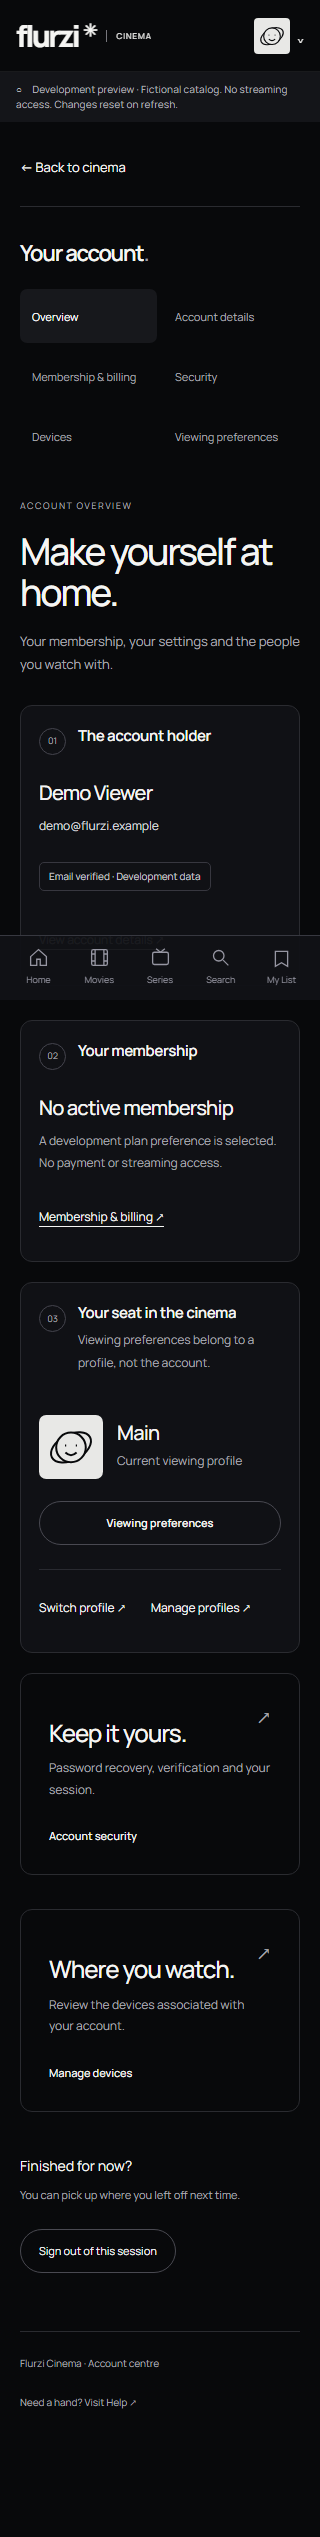 flurzi* | CINEMA
Development preview · Fictional catalog. No streaming
access. Changes reset on refresh.
← Back to cinema
Your account.
Overview
Account details
Membership & billing
Security
Devices
Viewing preferences
ACCOUNT OVERVIEW
Make yourself at
home.
Your membership, your settings and the people
you watch with.
01 The account holder
Demo Viewer
demo@flurzi.example
Email verified · Development data
View account details ↗
Home
Movies
Series
Search
My List
02 Your membership
No active membership
A development plan preference is selected.
No payment or streaming access.
Membership & billing ↗
03 Your seat in the cinema
Viewing preferences belong to a
profile, not the account.
Main
Current viewing profile
Viewing preferences
Switch profile ↗
Manage profiles ↗
Keep it yours. ↗
Password recovery, verification and your
session.
Account security
Where you watch. ↗
Review the devices associated with
your account.
Manage devices
Finished for now?
You can pick up where you left off next time.
Sign out of this session
Flurzi Cinema · Account centre
Need a hand? Visit Help ↗